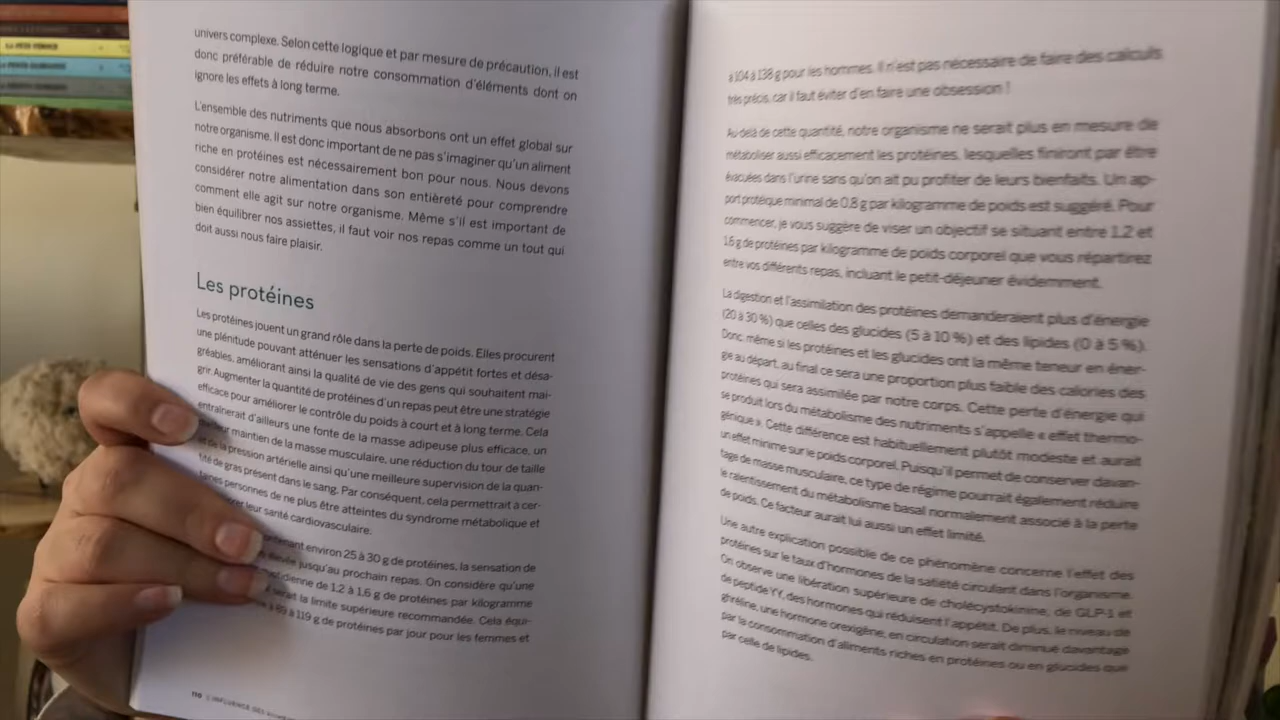 univers complexe. Selon cette logique et par mesure de précaution, il est
donc préférable de réduire notre consommation d'éléments dont on
ignore les effets à long terme.
L'ensemble des nutriments que nous absorbons ont un effet global sur
notre organisme. Il est donc important de ne pas s'imaginer qu'un aliment
riche en protéines est nécessairement bon pour nous. Nous devons
considérer notre alimentation dans son entièreté pour comprendre
comment elle agit sur notre organisme. Même s'il est important de
bien équilibrer nos assiettes, il faut voir nos repas comme un tout qui
doit aussi nous faire plaisir.
Les protéines
Les protéines jouent un grand rôle dans la perte de poids. Elles procurent
une plénitude pouvant atténuer les sensations d'appétit fortes et désa-
gréables, améliorant ainsi la qualité de vie des gens qui souhaitent mai-
grir. Augmenter la quantité de protéines d'un repas peut être une stratégie
efficace pour améliorer le contrôle du poids à court et à long terme. Cela
entraînerait d'ailleurs une fonte de la masse adipeuse plus efficace, un
maintien de la masse musculaire, une réduction du tour de taille
et de la pression artérielle ainsi qu'une meilleure supervision de la quan-
tité de gras présent dans le sang. Par conséquent, cela permettrait a cer-
taines personnes de ne plus être atteintes du syndrome métabolique et
leur santé cardiovasculaire.
environ 25 à 30 g de protéines, la sensation de
jusqu'au prochain repas. On considère qu'une
de 1,2 à 1,6 g de protéines par kilogramme
serait la limite supérieure recommandée. Cela équi-
à 119 g de protéines par jour pour les femmes et
110 L'INFLUENCE DES
à 104 à 138 g pour les hommes. Il n'est pas nécessaire de faire des calculs
très précis, car il faut éviter d'en faire une obsession !
Au-delà de cette quantité, notre organisme ne serait plus en mesure de
métaboliser aussi efficacement les protéines, lesquelles finiront par être
évacuées dans l'urine sans qu'on ait pu profiter de leurs bienfaits. Un ap-
port protéique minimal de 0,8 g par kilogramme de poids est suggéré. Pour
commencer, je vous suggère de viser un objectif se situant entre 1,2 et
1,6 g de protéines par kilogramme de poids corporel que vous répartirez
entre vos différents repas, incluant le petit-déjeuner évidemment.
La digestion et l'assimilation des protéines demanderaient plus d'énergie
(20 à 30 %) que celles des glucides (5 à 10 %) et des lipides (0 à 5 %).
Donc, même si les protéines et les glucides ont la même teneur en éner-
gie au départ, au final ce sera une proportion plus faible des calories des
protéines qui sera assimilée par notre corps. Cette perte d'énergie qui
se produit lors du métabolisme des nutriments s'appelle « effet thermo-
génique ». Cette différence est habituellement plutôt modeste et aurait
un effet minime sur le poids corporel. Puisqu'il permet de conserver davan-
tage de masse musculaire, ce type de régime pourrait également réduire
le ralentissement du métabolisme basal normalement associé à la perte
de poids. Ce facteur aurait lui aussi un effet limité.
Une autre explication possible de ce phénomène concerne l'effet des
protéines sur le taux d'hormones de la satiété circulant dans l'organisme.
On observe une libération supérieure de cholécystokinine, de GLP-1 et
de peptide YY, des hormones qui réduisent l'appétit. De plus, le niveau de
ghréline, une hormone orexigène, en circulation serait diminué davantage
par la consommation d'aliments riches en protéines ou en glucides que
par celle de lipides.